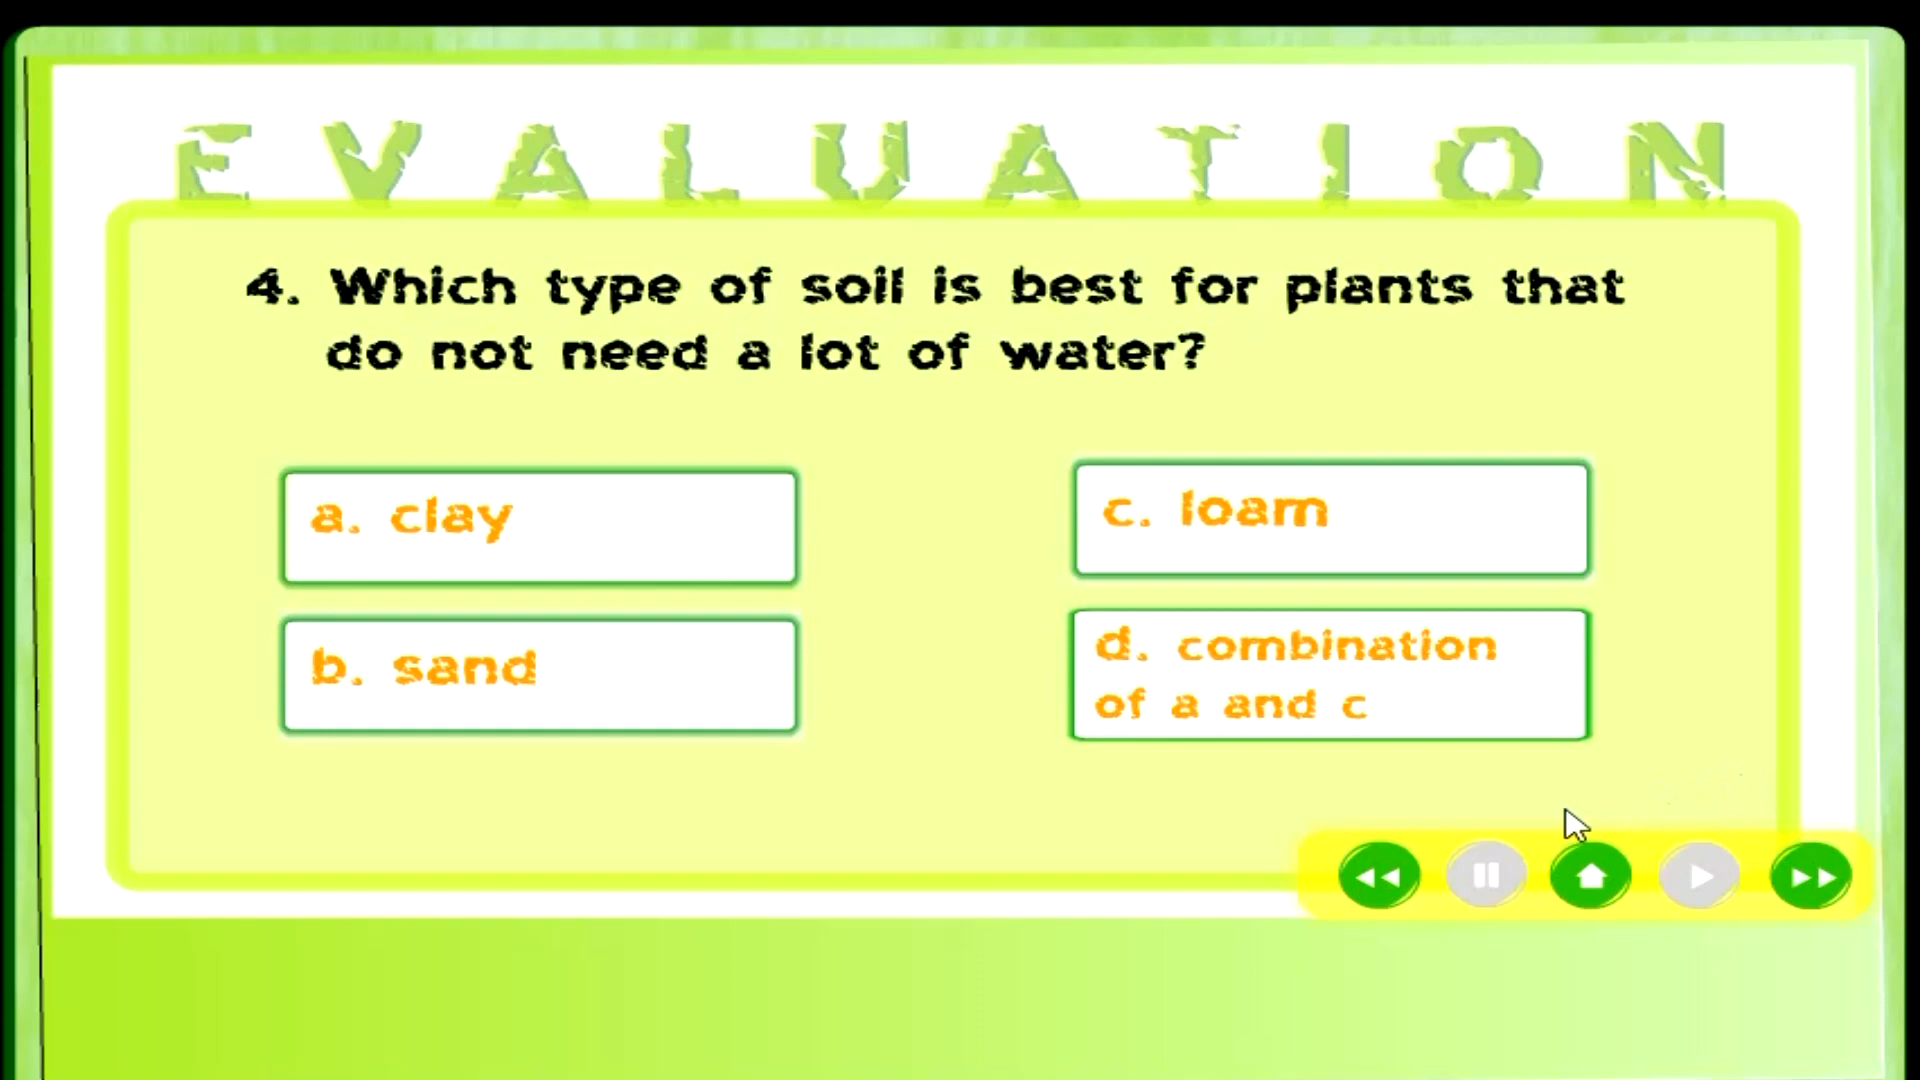 EVALUATION
4. Which type of soil is best for plants that
do not need a lot of water?
a. clay
b. sand
c. loam
d. combination
of a and c